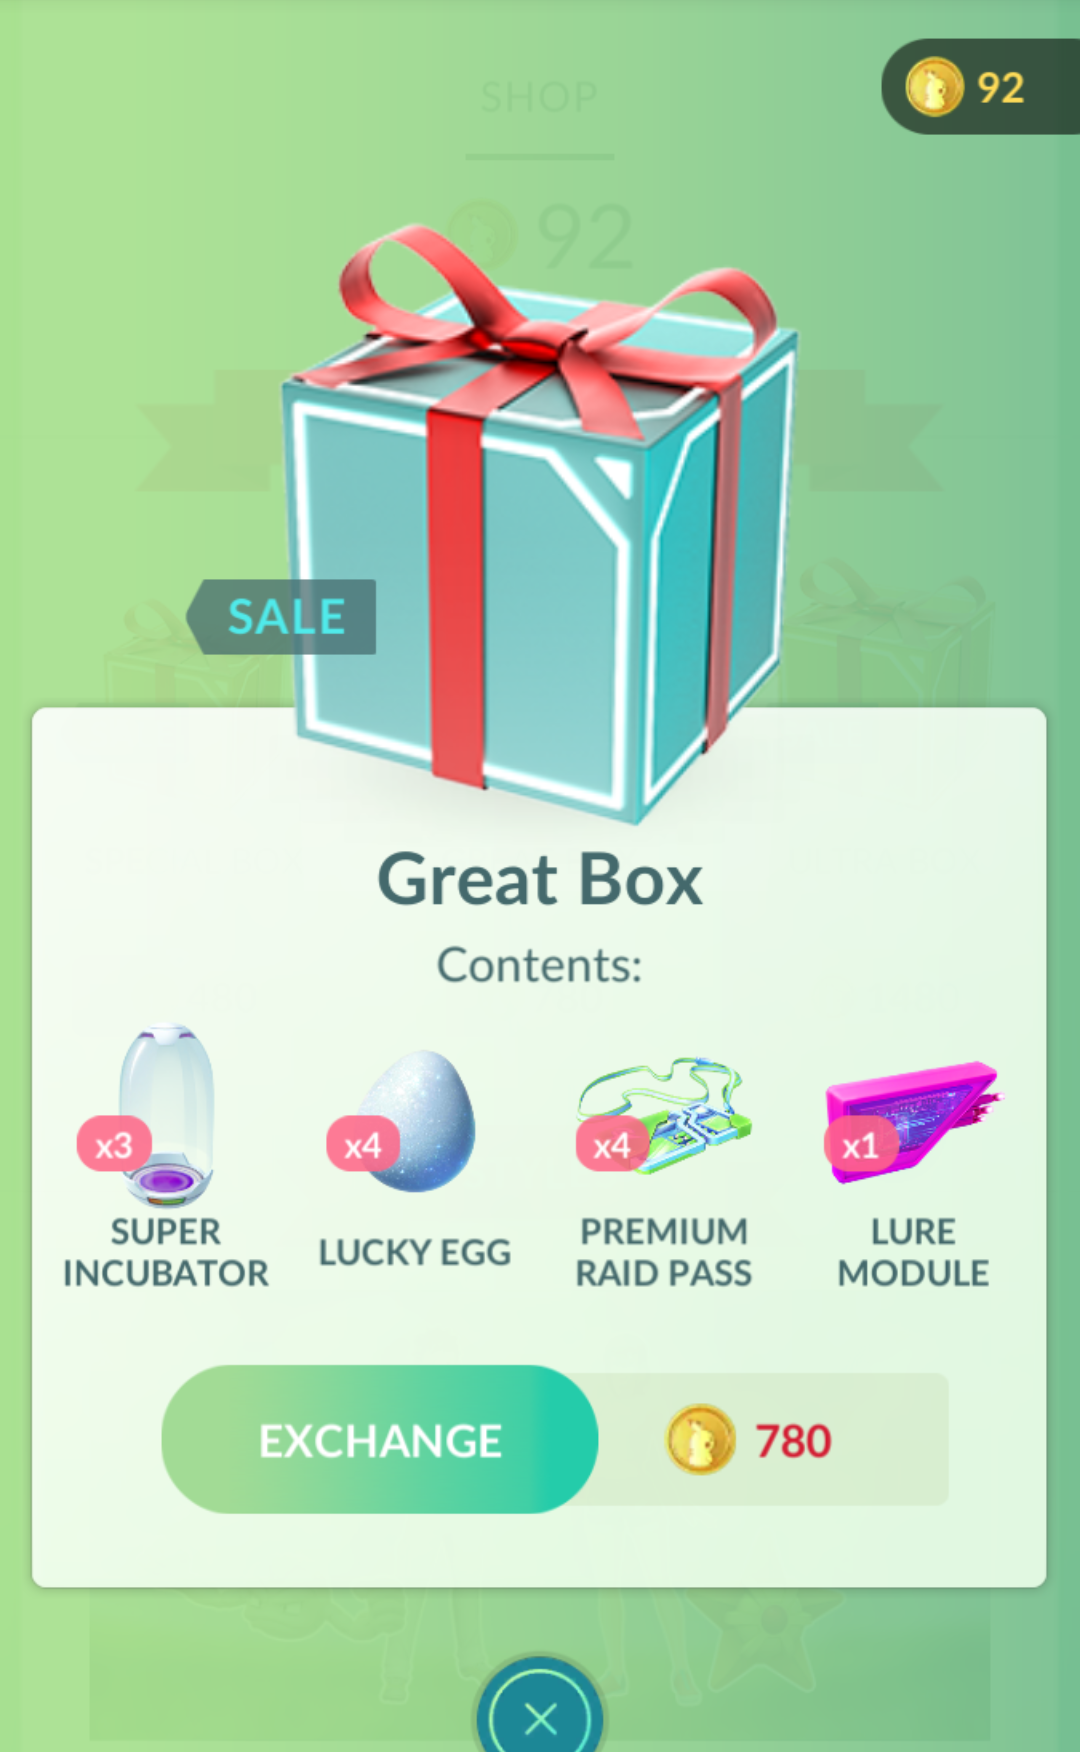 92
SHOP
92
SALE
Great Box
Contents:
x3
x4
x4
x1
SUPER
INCUBATOR
LUCKY EGG
PREMIUM
RAID PASS
LURE
MODULE
EXCHANGE
780